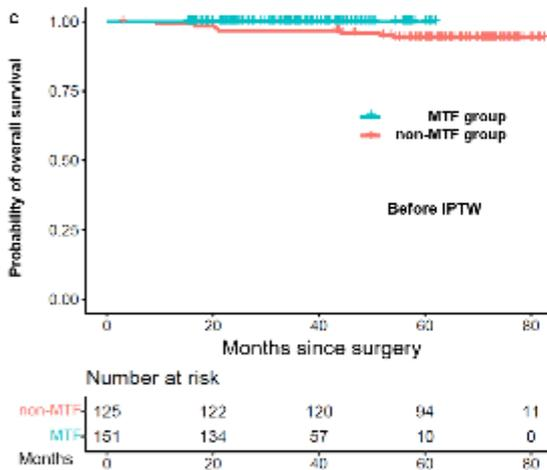 c
Probability of overall survival
1.00
0.75
0.50
0.25
0.00
MTF group
non-MTF group
Before IPTW
0 20 40 60 80
Months since surgery
Number at risk
non-MTF 125 122 120 94 11
MTF 151 134 57 10 0
Months 0 20 40 60 80